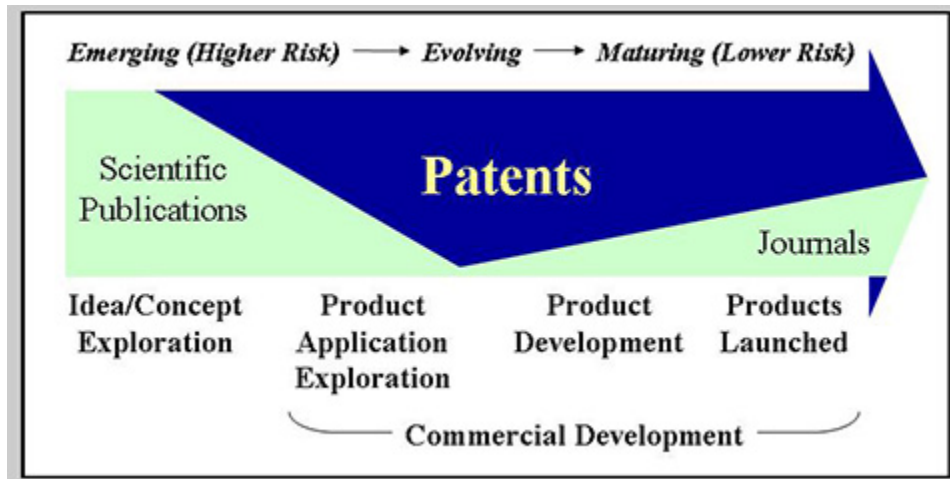 Emerging (Higher Risk) → Evolving → Maturing (Lower Risk)
Scientific
Publications
Patents
Journals
Idea/Concept
Exploration
Product
Application
Exploration
Product
Development
Products
Launched
Commercial Development